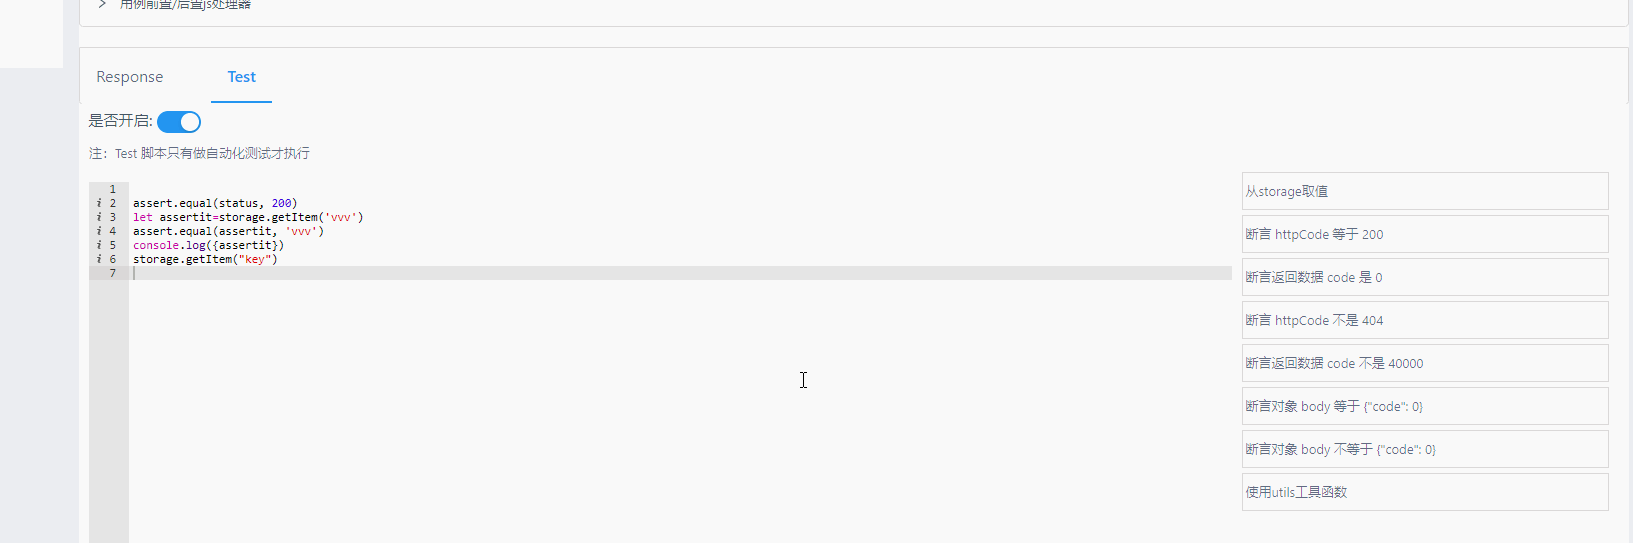 用例前置/后置js处理器
Response
Test
是否开启:
注：Test 脚本只有做自动化测试才执行
1
i 2 assert.equal(status, 200)
i 3 let assertit=storage.getItem('vvv')
i 4 assert.equal(assertit, 'vvv')
i 5 console.log({assertit})
i 6 storage.getItem("key")
7
从storage取值
断言 httpCode 等于 200
断言返回数据 code 是 0
断言 httpCode 不是 404
断言返回数据 code 不是 40000
断言对象 body 等于 {"code": 0}
断言对象 body 不等于 {"code": 0}
使用utils工具函数